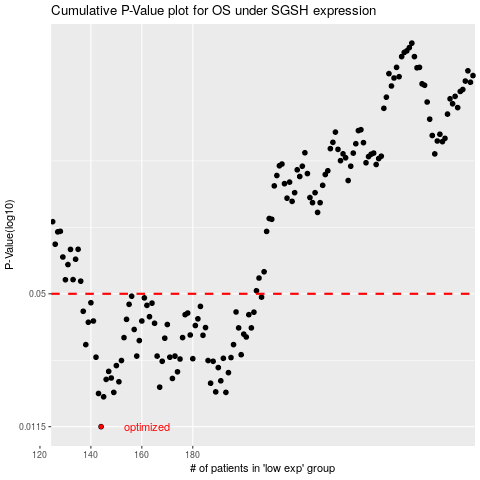 Cumulative P-Value plot for OS under SGSH expression
P-Value(log10)
0.05
0.0115
optimized
120 140 160 180
# of patients in 'low exp' group